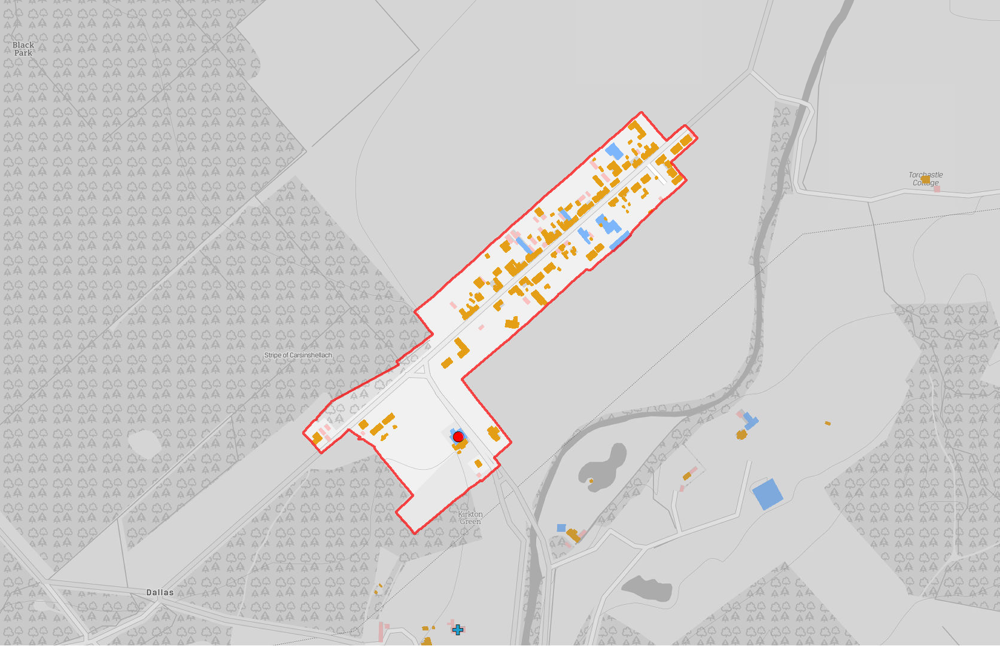 Black
Park
Torchastle
Cottage
Stripe of Carsinshellach
Kirkton
Green
Dallas